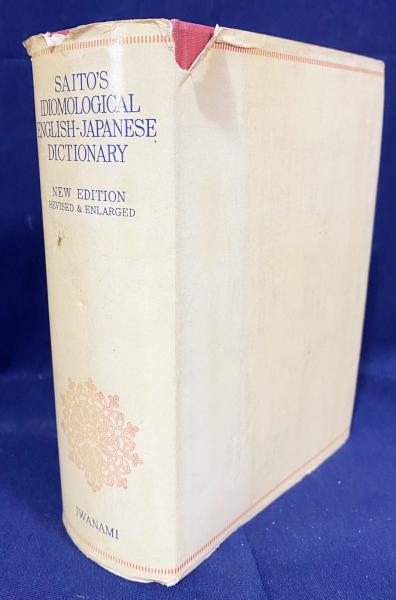 SAITO'S
IDIOMOLOGICAL
ENGLISH-JAPANESE
DICTIONARY
NEW EDITION
REVISED & ENLARGED
IWANAMI